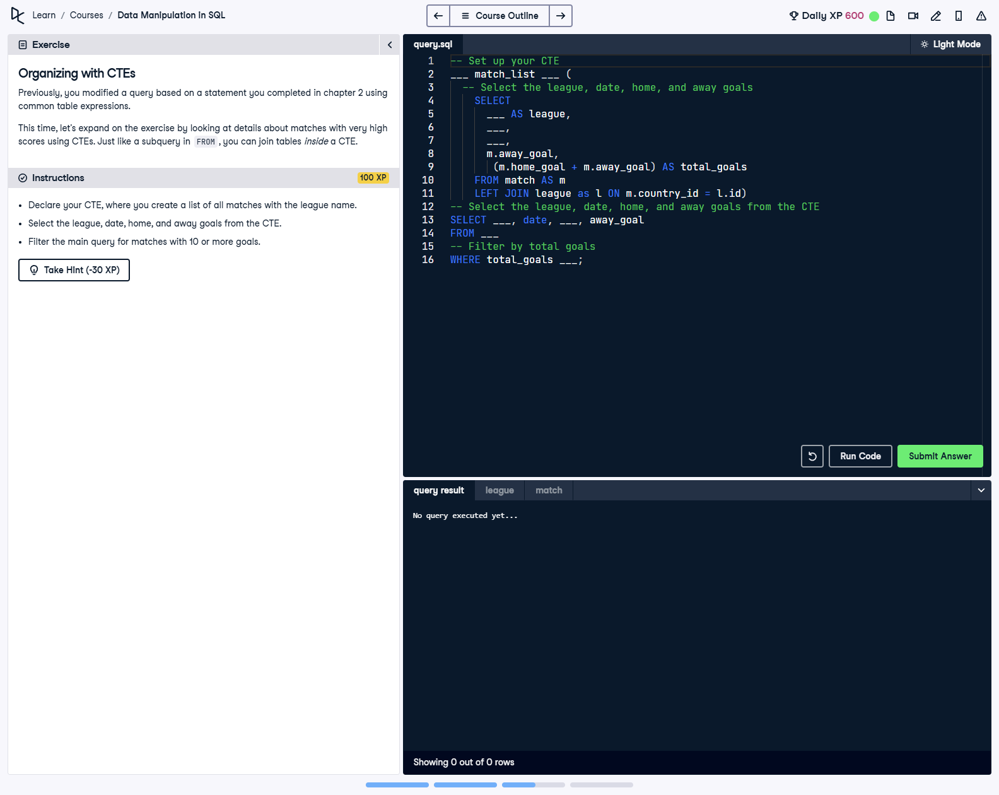 Learn / Courses / Data Manipulation in SQL
Course Outline
Daily XP 600
Exercise
Organizing with CTEs
Previously, you modified a query based on a statement you completed in chapter 2 using
common table expressions.
This time, let's expand on the exercise by looking at details about matches with very high
scores using CTEs. Just like a subquery in FROM, you can join tables inside a CTE.
Instructions
100 XP
• Declare your CTE, where you create a list of all matches with the league name.
• Select the league, date, home, and away goals from the CTE.
• Filter the main query for matches with 10 or more goals.
Take Hint (-30 XP)
query.sql
Light Mode
1 -- Set up your CTE
2 ___ match_list ___ (
3 -- Select the league, date, home, and away goals
4 SELECT
5 ___ AS league,
6 ___,
7 ___,
8 m.away_goal,
9 (m.home_goal + m.away_goal) AS total_goals
10 FROM match AS m
11 LEFT JOIN league as l ON m.country_id = l.id)
12 -- Select the league, date, home, and away goals from the CTE
13 SELECT ___, date, ___, away_goal
14 FROM ___
15 -- Filter by total goals
16 WHERE total_goals ___;
Run Code
Submit Answer
query result
league
match
No query executed yet...
Showing 0 out of 0 rows